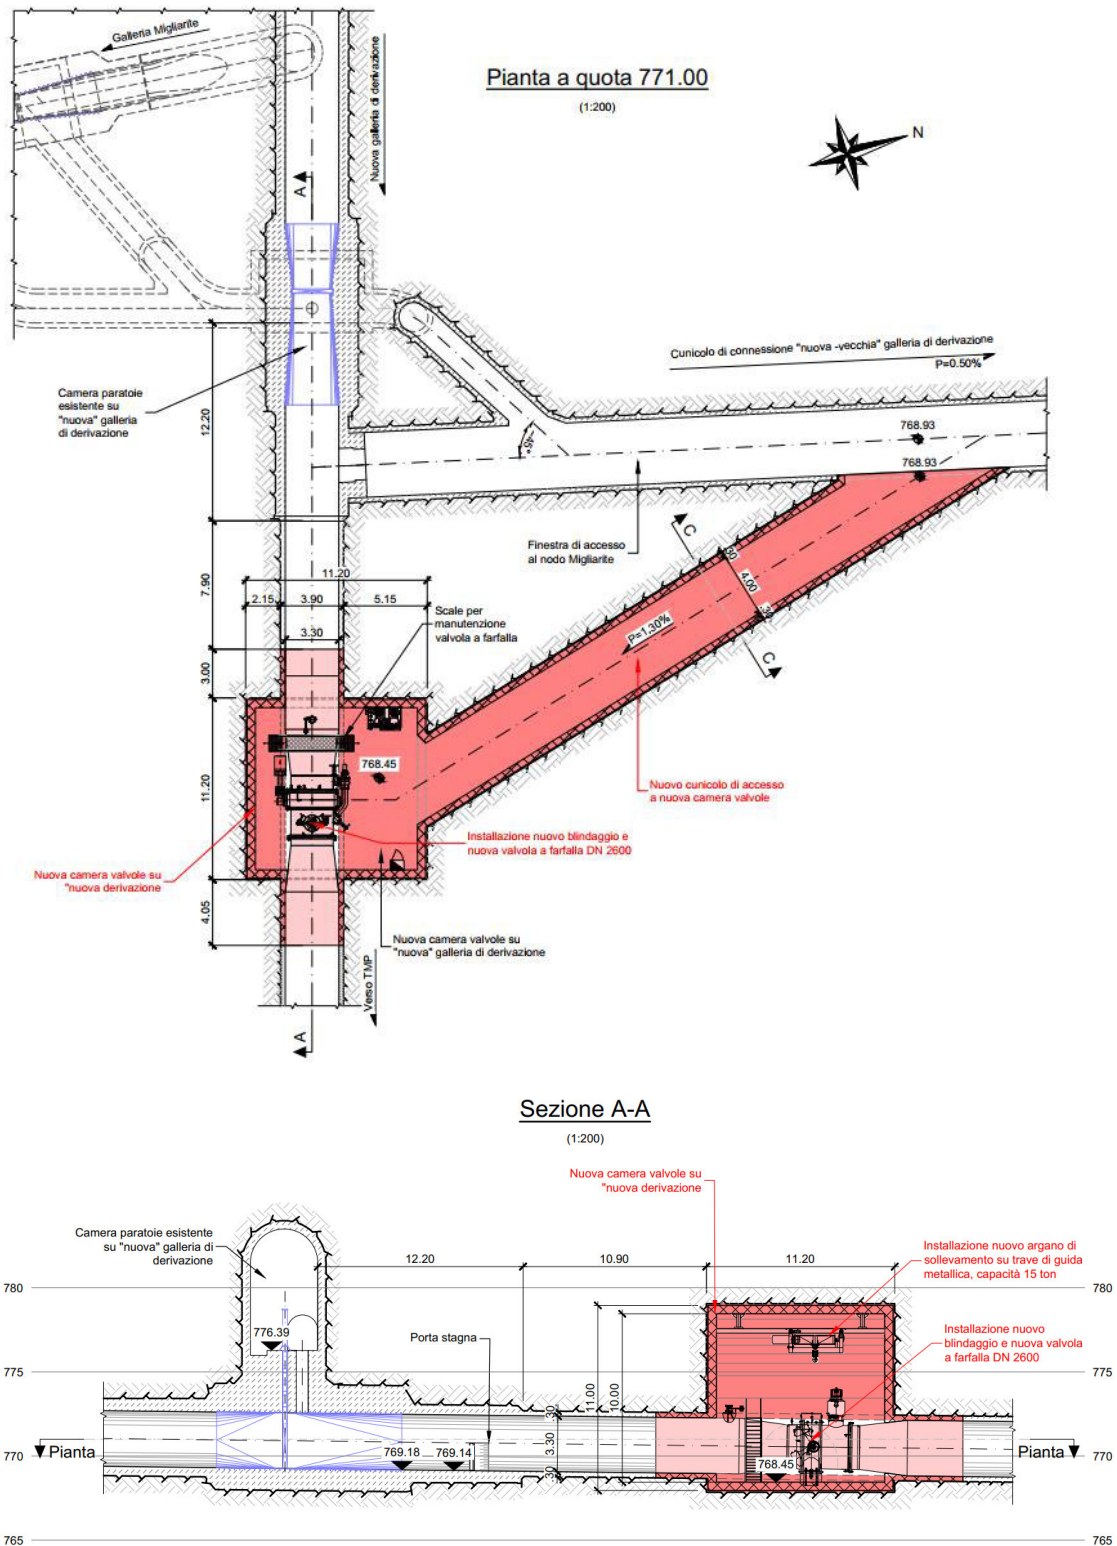 Galleria Migliarite
Nuova galleria di derivazione
Pianta a quota 771.00
(1:200)
N
A
Cunicolo di connessione "nuova -vecchia" galleria di derivazione
P=0.50%
Camera paratoie
esistente su
"nuova" galleria
di derivazione
12.20
768.93
45°
768.93
C
Finestra di accesso
al nodo Migliarite
.30
4.00
.30
7.90
11.20
2.15
3.90
5.15
3.30
Scale per
manutenzione
valvola a farfalla
P=1,30%
C
3.00
768.45
11.20
Nuovo cunicolo di accesso
a nuova camera valvole
Installazione nuovo blindaggio e
nuova valvola a farfalla DN 2600
Nuova camera valvole su
"nuova derivazione
4.05
Nuova camera valvole su
"nuova" galleria di derivazione
Verso TMP
A
Sezione A-A
(1:200)
Nuova camera valvole su
"nuova derivazione
Camera paratoie esistente
su "nuova" galleria di
derivazione
12.20
10.90
11.20
Installazione nuovo argano di
sollevamento su trave di guida
metallica, capacità 15 ton
780
780
776.39
Porta stagna
Installazione nuovo
blindaggio e nuova valvola
a farfalla DN 2600
775
775
11.00
10.00
.30
3.30
.30
Pianta
769.18
769.14
768.45
Pianta
770
770
765
765